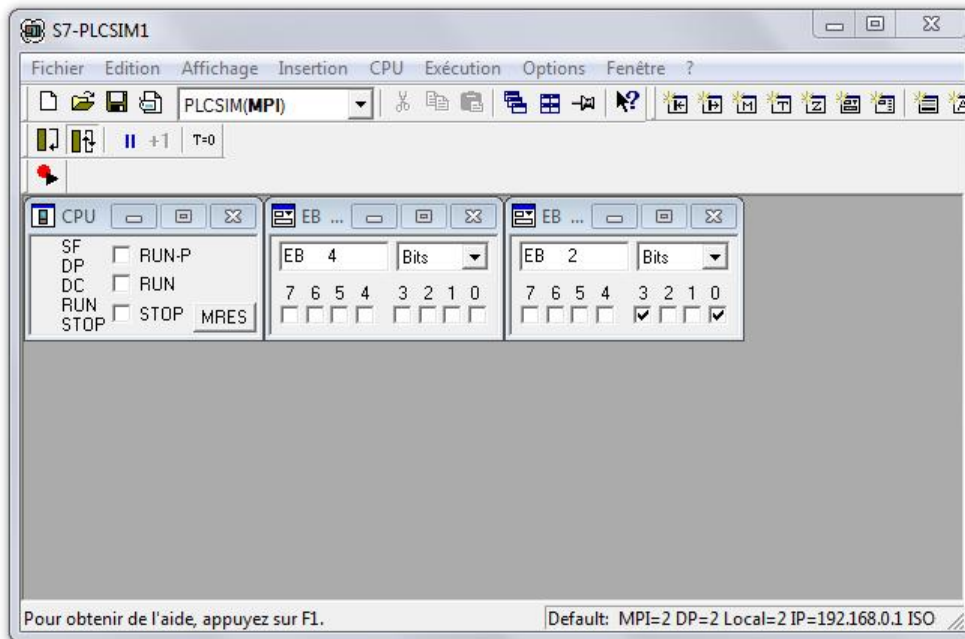 S7-PLCSIM1
Fichier Edition Affichage Insertion CPU Exécution Options Fenêtre ?
PLCSIM(MPI)
+1 T=0
CPU
SF
DP
DC
RUN
STOP
RUN-P
RUN
STOP MRES
EB ...
EB 4 Bits
7 6 5 4 3 2 1 0
EB ...
EB 2 Bits
7 6 5 4 3 2 1 0
Pour obtenir de l'aide, appuyez sur F1. Default: MPI=2 DP=2 Local=2 IP=192.168.0.1 ISO